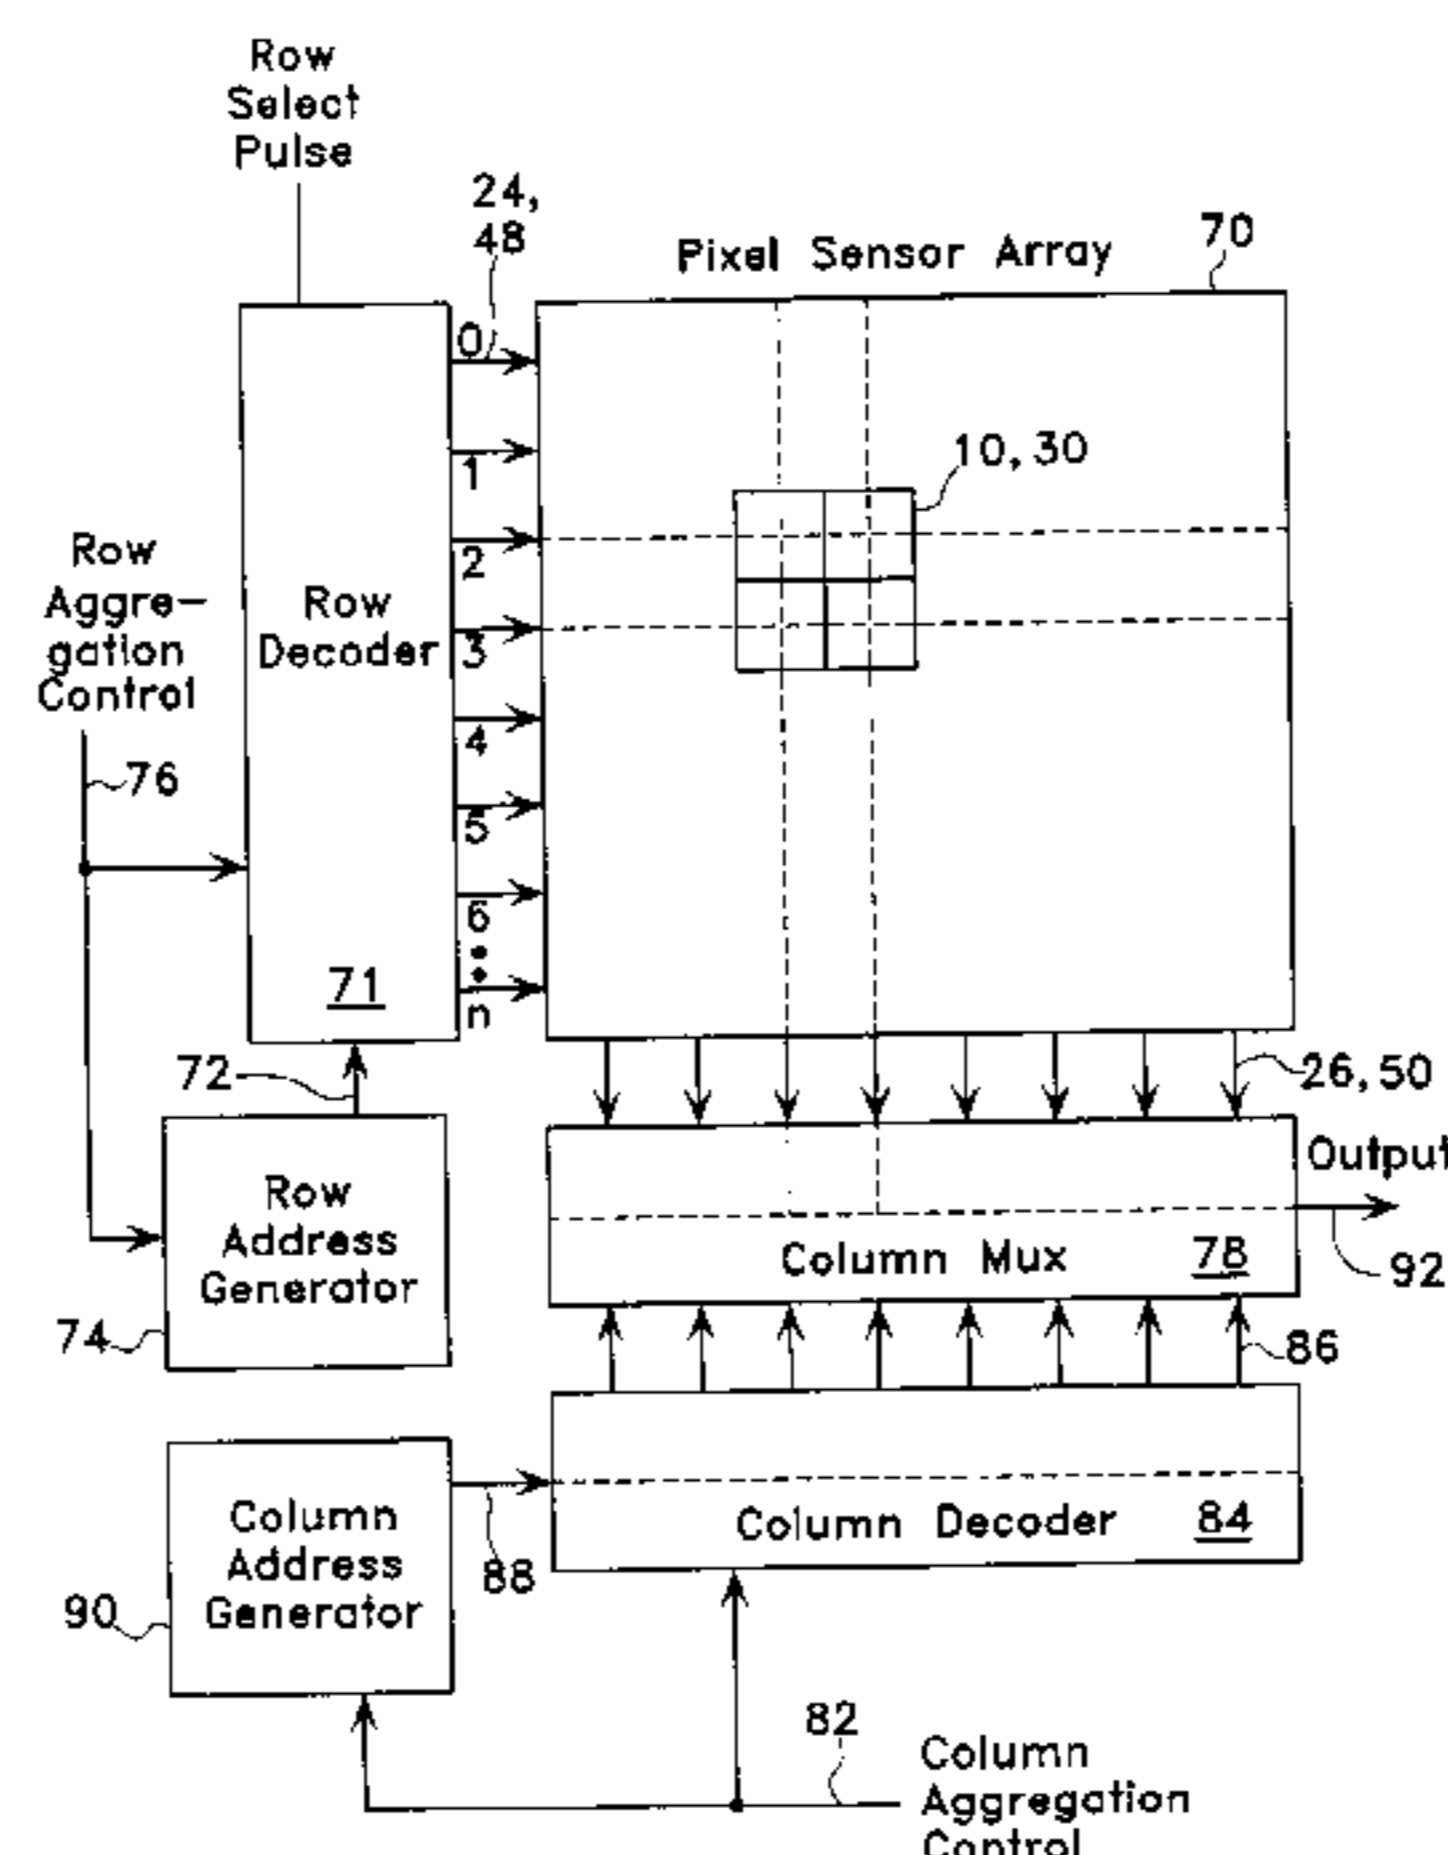 Row
Select
Pulse
24,
48
Pixel Sensor Array
70
0
1
2
3
4
5
6
n
10, 30
Row
Aggre-
gation
Control
76
Row
Decoder
71
72
26, 50
Row
Address
Generator
74
Output
Column Mux 78
92
86
Column
Address
Generator
90
88
Column Decoder 84
82
Column
Aggregation
Control